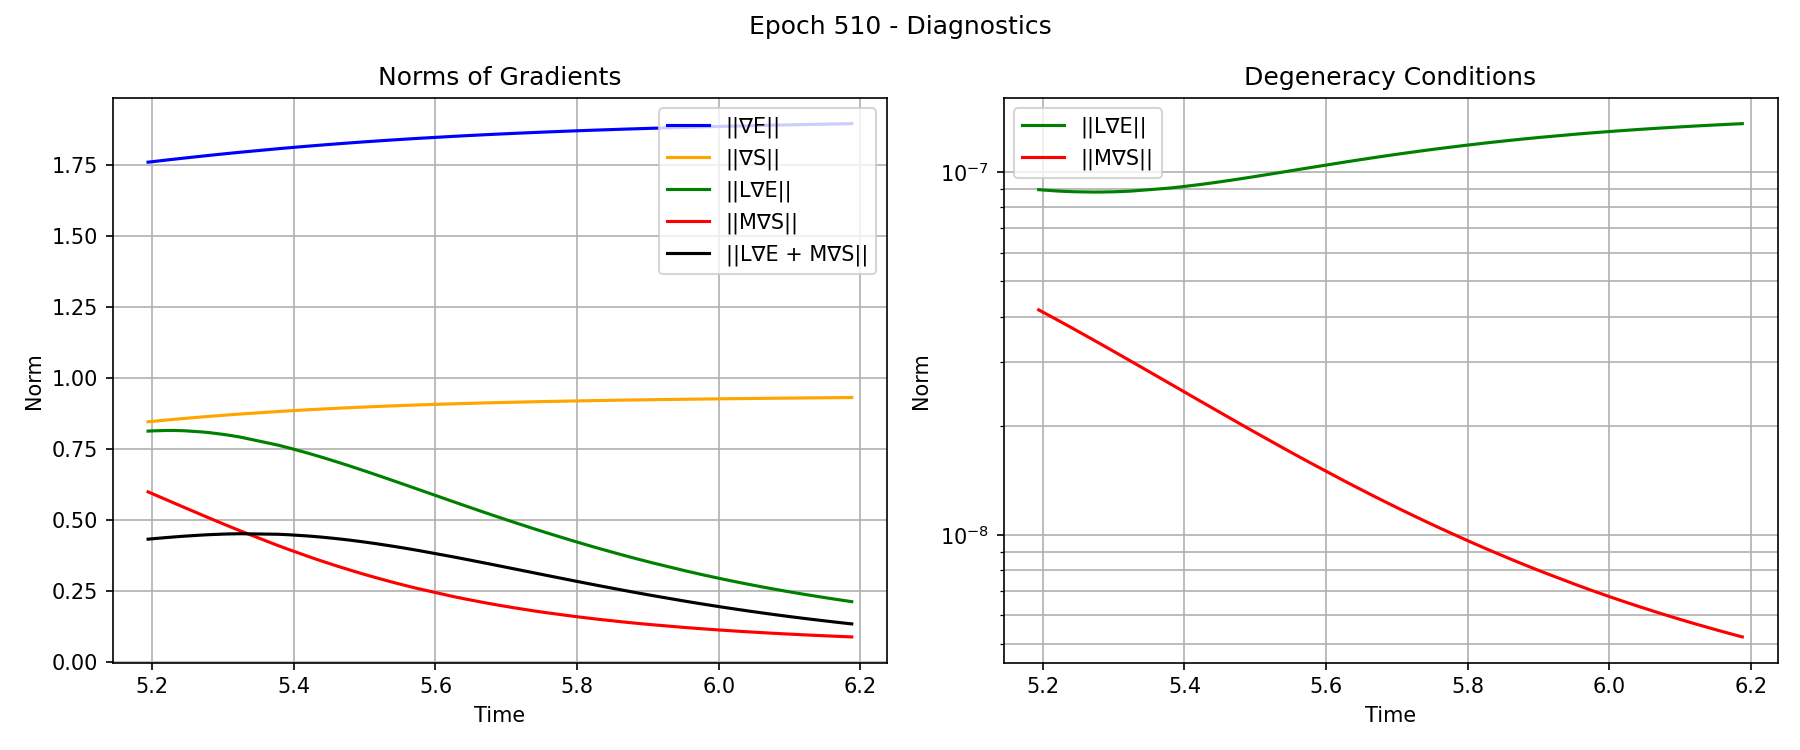 Epoch 510 - Diagnostics
Norms of Gradients
||∇E||
||∇S||
||L∇E||
||M∇S||
||L∇E + M∇S||
Norm
1.75
1.50
1.25
1.00
0.75
0.50
0.25
0.00
5.2 5.4 5.6 5.8 6.0 6.2
Time
Degeneracy Conditions
||L∇E||
||M∇S||
Norm
10⁻⁷
10⁻⁸
5.2 5.4 5.6 5.8 6.0 6.2
Time